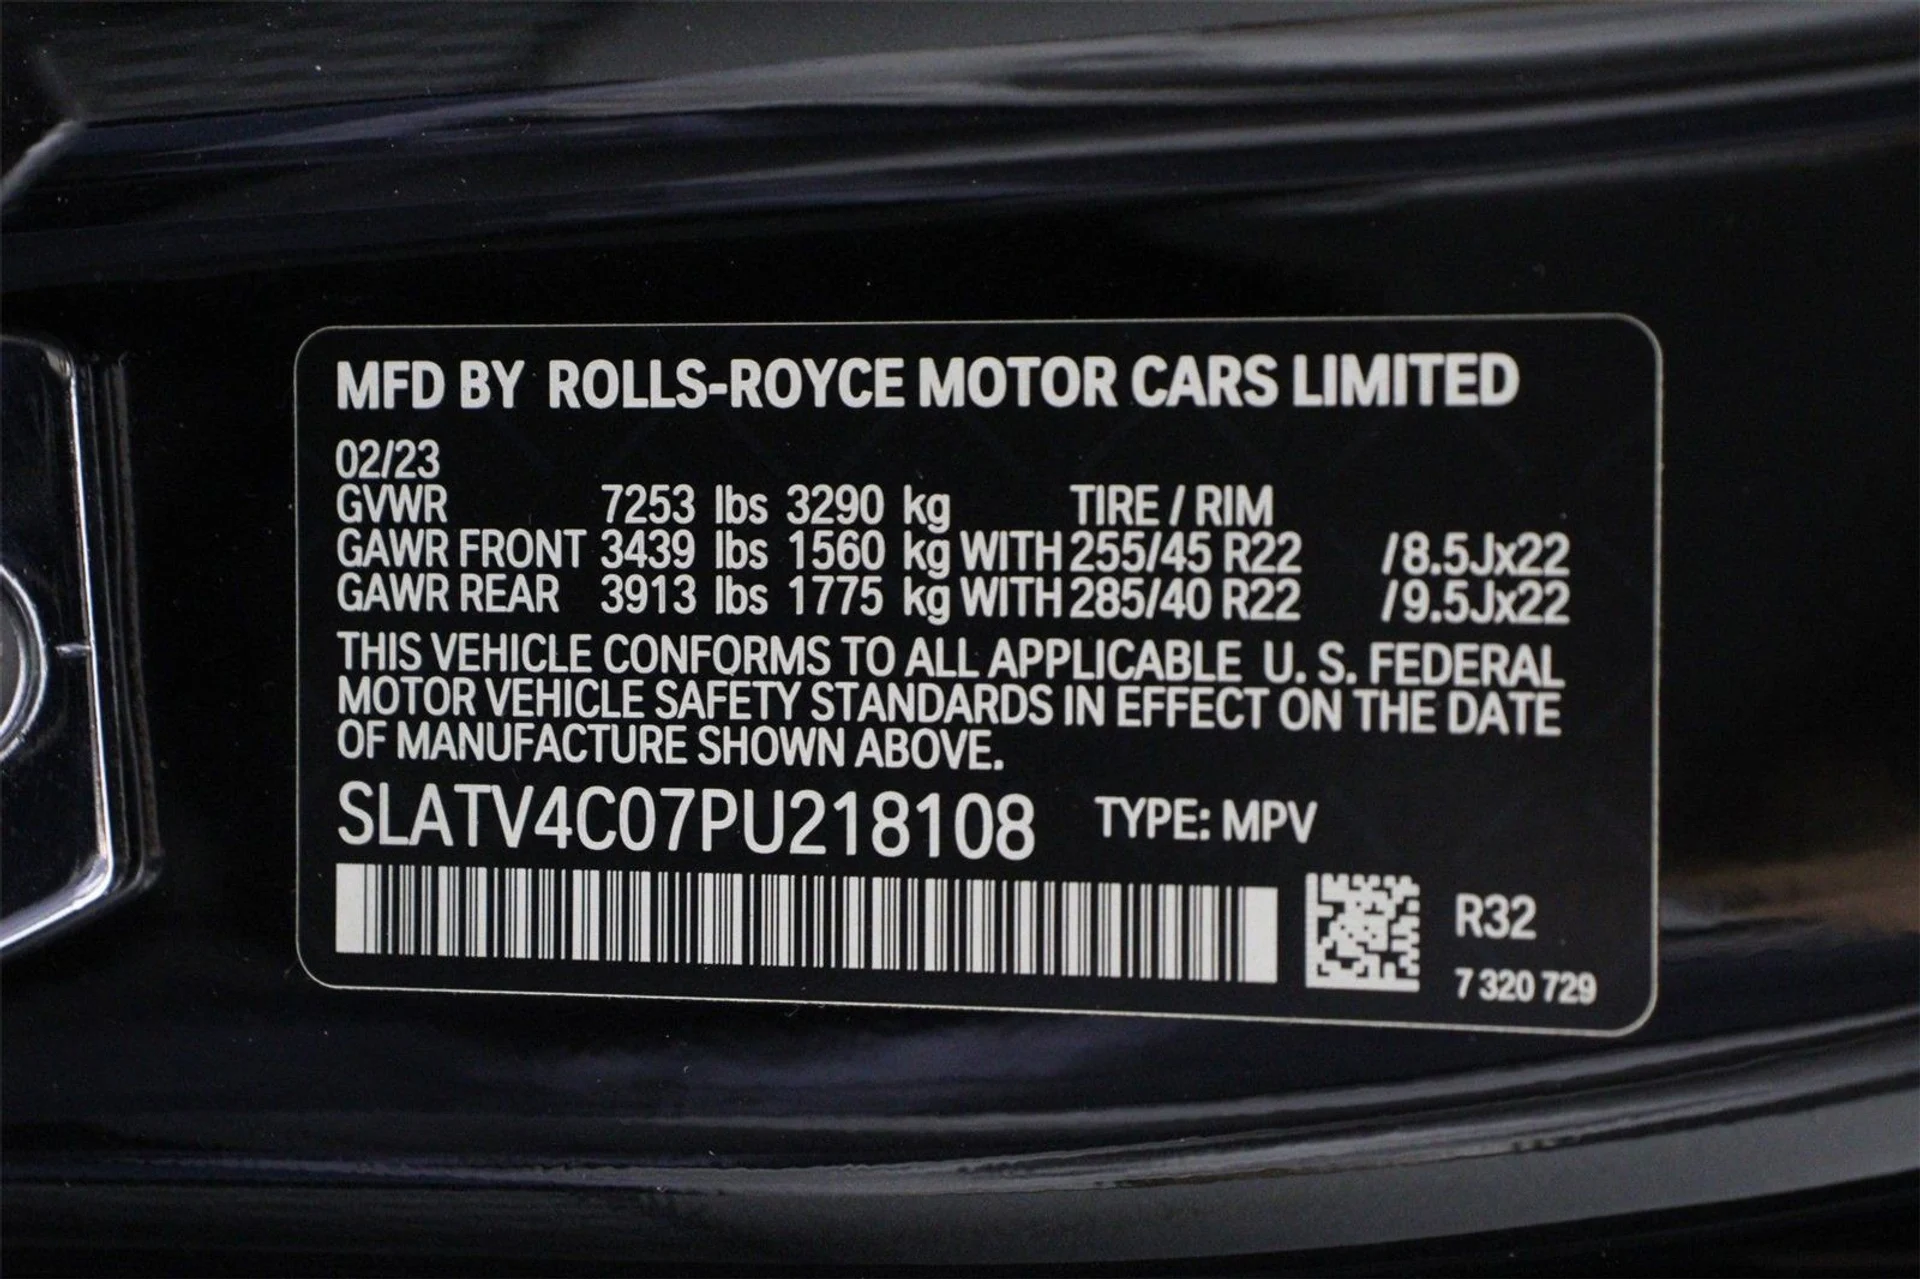 MFD BY ROLLS-ROYCE MOTOR CARS LIMITED
02/23
GVWR 7253 lbs 3290 kg TIRE / RIM
GAWR FRONT 3439 lbs 1560 kg WITH 255/45 R22 /8.5Jx22
GAWR REAR 3913 lbs 1775 kg WITH 285/40 R22 /9.5Jx22
THIS VEHICLE CONFORMS TO ALL APPLICABLE U. S. FEDERAL
MOTOR VEHICLE SAFETY STANDARDS IN EFFECT ON THE DATE
OF MANUFACTURE SHOWN ABOVE.
SLATV4C07PU218108 TYPE: MPV
R32
7 320 729